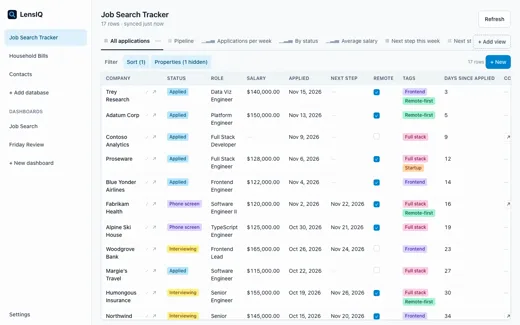 LensIQ
Job Search Tracker
Household Bills
Contacts
+ Add database
DASHBOARDS
Job Search
Friday Review
+ New dashboard
Settings
Job Search Tracker
17 rows · synced just now
Refresh
All applications
Pipeline
Applications per week
By status
Average salary
Next step this week
Next st
+ Add view
Filter
Sort (1)
Properties (1 hidden)
17 rows
+ New
COMPANY STATUS ROLE SALARY APPLIED NEXT STEP REMOTE TAGS DAYS SINCE APPLIED CO
Trey Research Applied Data Viz Engineer $140,000.00 Nov 15, 2026 Frontend Remote-first 3
Adatum Corp Applied Platform Engineer $150,000.00 Nov 13, 2026 Remote-first 5
Contoso Analytics Applied Full Stack Developer Nov 9, 2026 Full stack 9
Proseware Applied Full Stack Engineer $128,000.00 Nov 6, 2026 Full stack Startup 12
Blue Yonder Airlines Applied Frontend Engineer $122,000.00 Nov 4, 2026 Frontend 14
Fabrikam Health Phone screen Software Engineer II $120,000.00 Nov 2, 2026 Nov 22, 2026 Full stack Remote-first 16
Alpine Ski House Phone screen TypeScript Engineer $125,000.00 Oct 30, 2026 Nov 21, 2026 Full stack 19
Woodgrove Bank Interviewing Frontend Lead $165,000.00 Oct 26, 2026 Nov 24, 2026 Frontend 23
Margie's Travel Applied Software Engineer $115,000.00 Oct 22, 2026 Full stack 27
Humongous Insurance Interviewing Senior Engineer $155,000.00 Oct 19, 2026 Nov 26, 2026 Full stack Remote-first 30
Northwind Interviewing Senior $145,000.00 Oct 15, 2026 Nov 20, 2026 Frontend 34